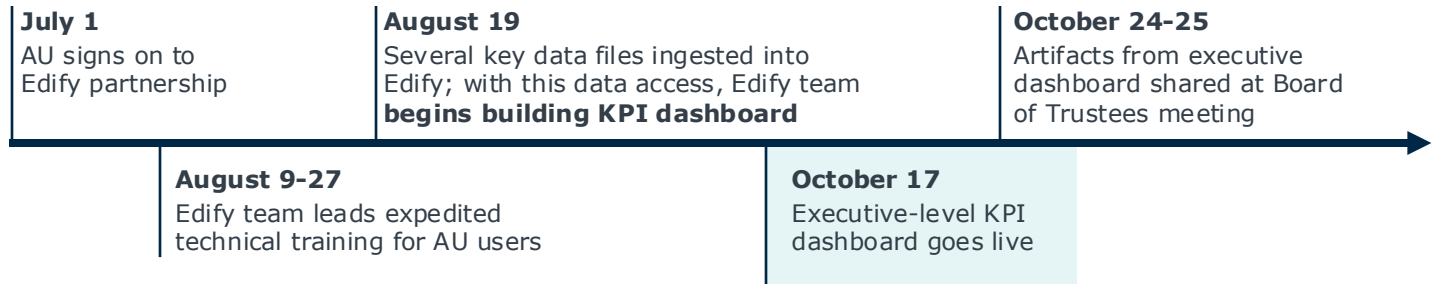 July 1
AU signs on to
Edify partnership
August 19
Several key data files ingested into
Edify; with this data access, Edify team
begins building KPI dashboard
October 24-25
Artifacts from executive
dashboard shared at Board
of Trustees meeting
August 9-27
Edify team leads expedited
technical training for AU users
October 17
Executive-level KPI
dashboard goes live